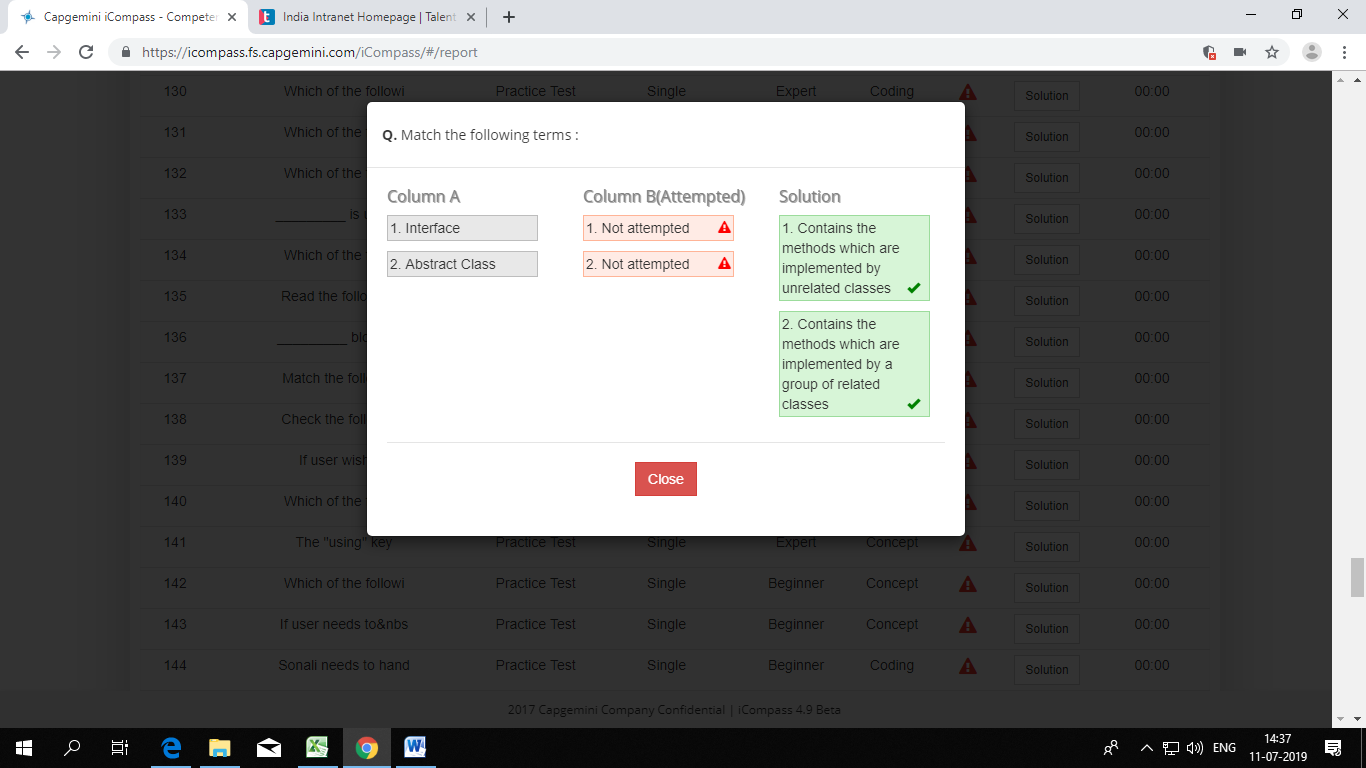 Capgemini iCompass - Competer
India Intranet Homepage | Talent
https://icompass.fs.capgemini.com/iCompass/#/report
130 Which of the followi Practice Test Single Expert Coding Solution 00:00
131 Which of the Solution 00:00
132 Which of the Solution 00:00
133 _________ is Solution 00:00
134 Which of the Solution 00:00
135 Read the follo Solution 00:00
136 _________ blo Solution 00:00
137 Match the foll Solution 00:00
138 Check the foll Solution 00:00
139 If user wish Solution 00:00
140 Which of the Solution 00:00
141 The "using" key Practice Test Single Expert Concept Solution 00:00
142 Which of the followi Practice Test Single Beginner Concept Solution 00:00
143 If user needs to&nbs Practice Test Single Beginner Concept Solution 00:00
144 Sonali needs to hand Practice Test Single Beginner Coding Solution 00:00
Q. Match the following terms :
Column A Column B(Attempted) Solution
1. Interface
2. Abstract Class
1. Not attempted
2. Not attempted
1. Contains the
methods which are
implemented by
unrelated classes
2. Contains the
methods which are
implemented by a
group of related
classes
Close
2017 Capgemini Company Confidential | iCompass 4.9 Beta
ENG
14:37
11-07-2019